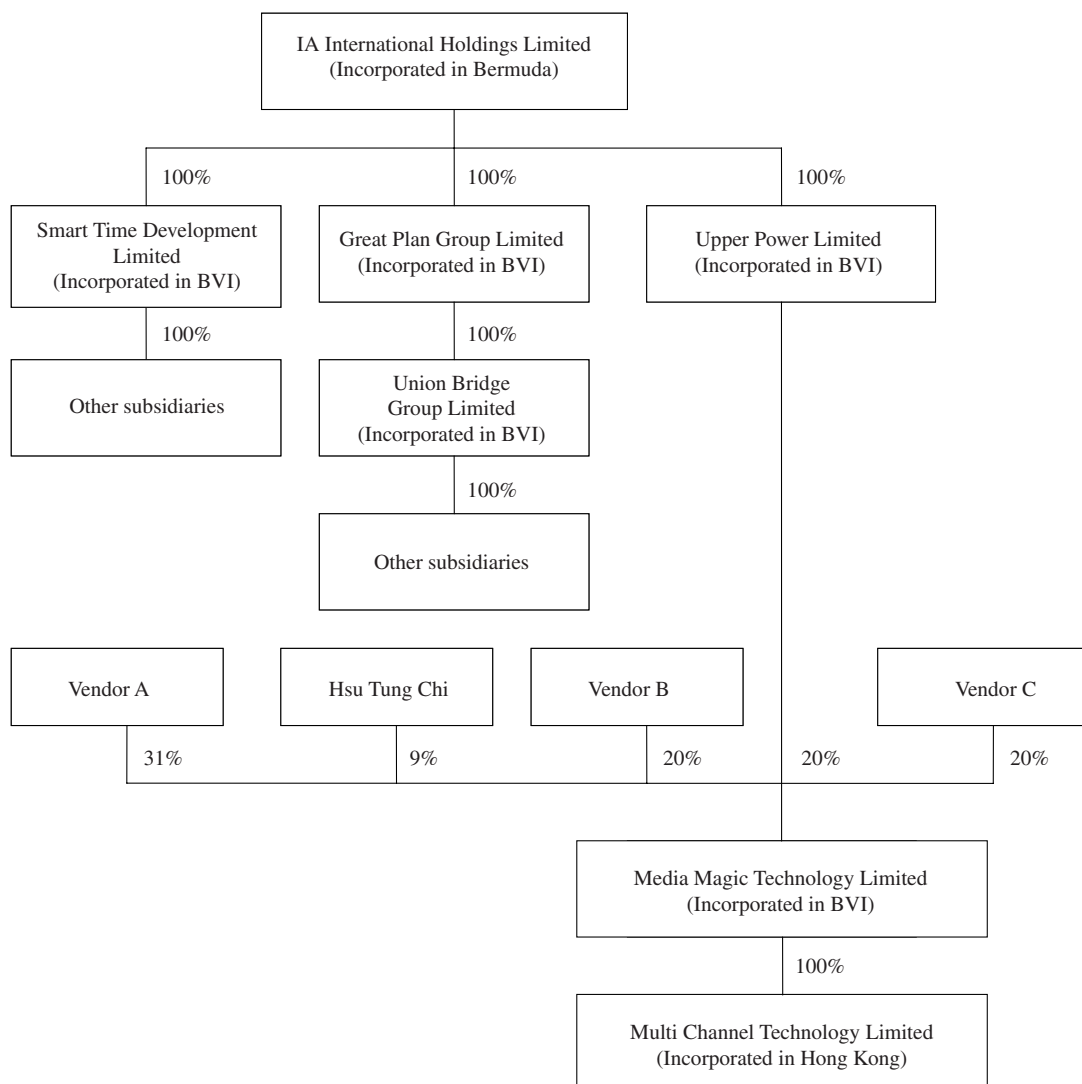 IA International Holdings Limited
(Incorporated in Bermuda)
100%
100%
100%
Smart Time Development
Limited
(Incorporated in BVI)
Great Plan Group Limited
(Incorporated in BVI)
Upper Power Limited
(Incorporated in BVI)
100%
100%
Other subsidiaries
Union Bridge
Group Limited
(Incorporated in BVI)
100%
Other subsidiaries
Vendor A
Hsu Tung Chi
Vendor B
Vendor C
31%
9%
20%
20%
20%
Media Magic Technology Limited
(Incorporated in BVI)
100%
Multi Channel Technology Limited
(Incorporated in Hong Kong)